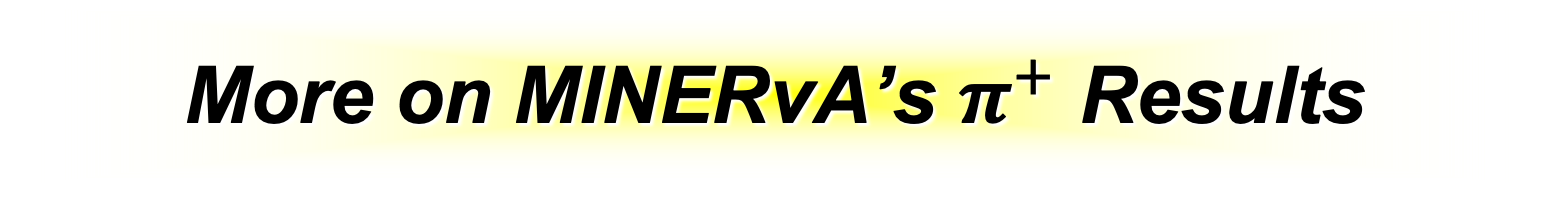 More on MINERvA’s π⁺ Results